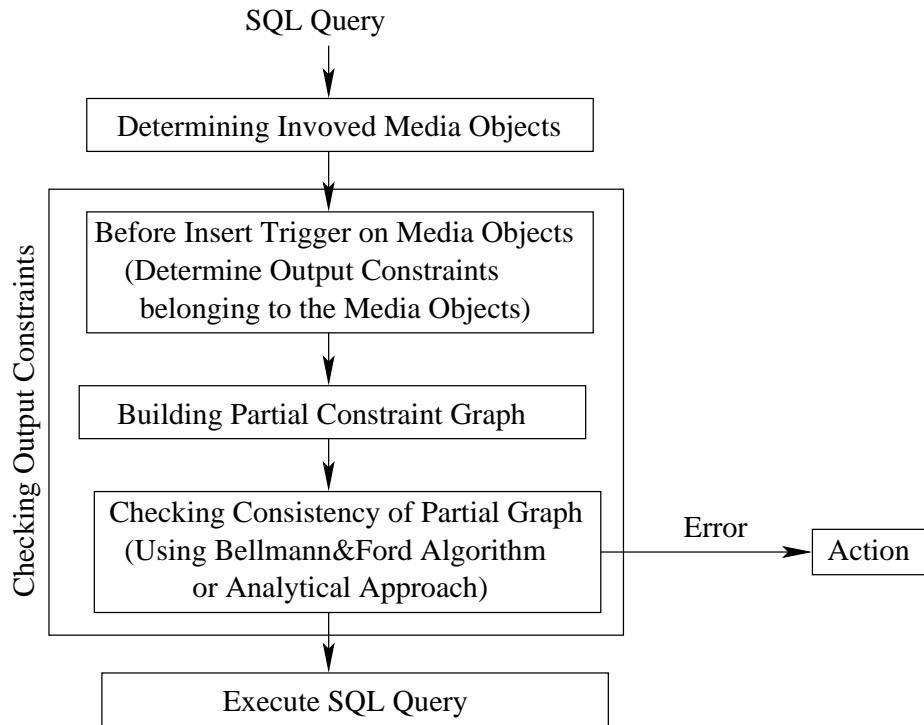 SQL Query
Determining Invoved Media Objects
Checking Output Constraints
Before Insert Trigger on Media Objects
(Determine Output Constraints
belonging to the Media Objects)
Building Partial Constraint Graph
Checking Consistency of Partial Graph
(Using Bellmann&Ford Algorithm
or Analytical Approach)
Error
Action
Execute SQL Query